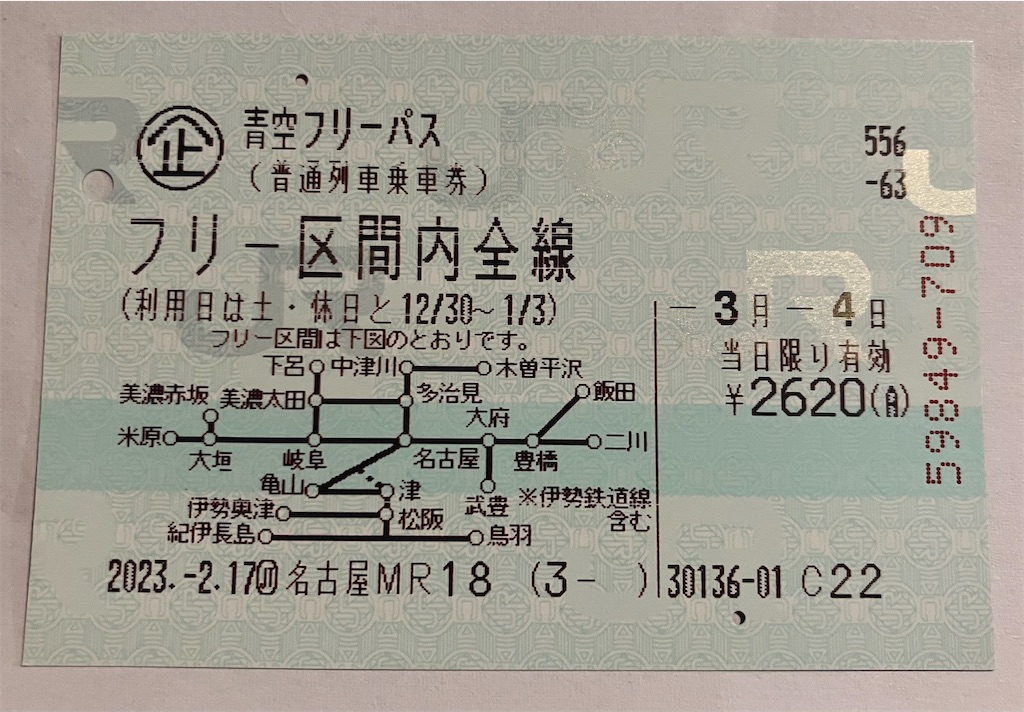 企 青空フリーパス
(普通列車乗車券)
556
-63
フリー区間内全線
(利用日は土・休日と12/30~1/3)
フリー区間は下図のとおりです。
-3月-4日
当日限り有効
¥2620
59849-709
下呂 中津川 木曽平沢
美濃赤坂 美濃太田 多治見 飯田
大府
米原 大垣 岐阜 名古屋 豊橋 二川
亀山 津 武豊 ※伊勢鉄道線
伊勢奥津 松阪 含む
紀伊長島 鳥羽
2023.-2.17 名古屋MR18 (3- ) 30136-01 C22